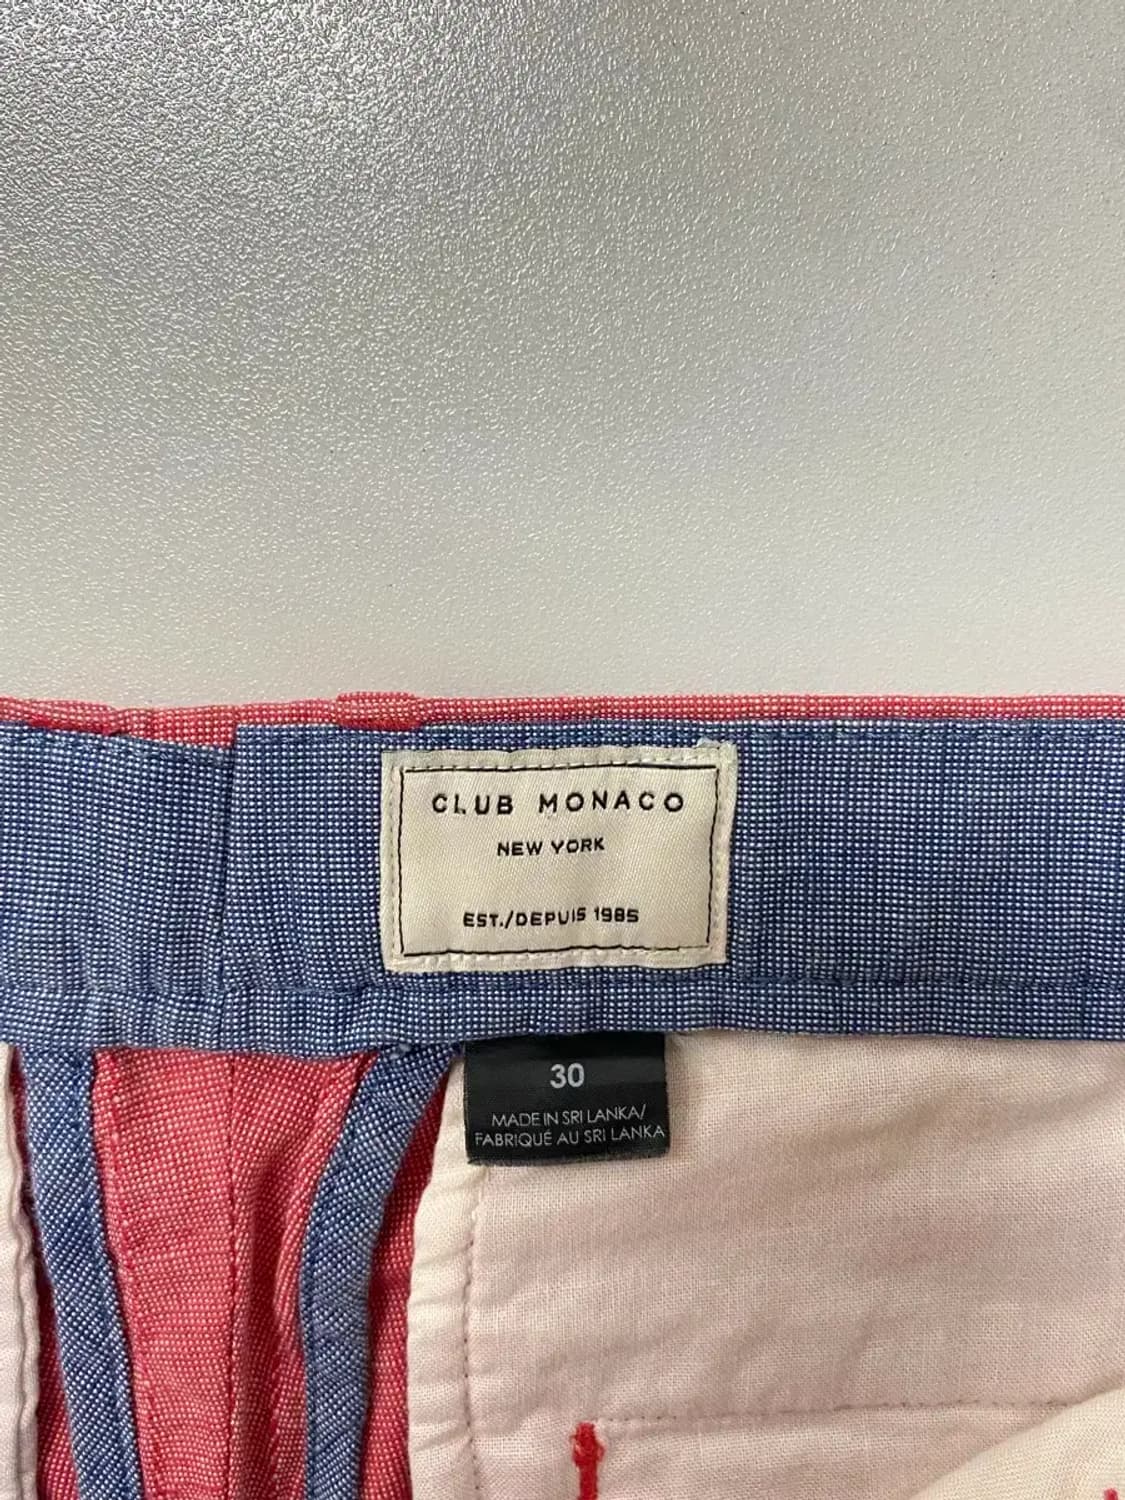 CLUB MONACO
NEW YORK
EST./DEPUIS 1985
30
MADE IN SRI LANKA/
FABRIQUÉ AU SRI LANKA